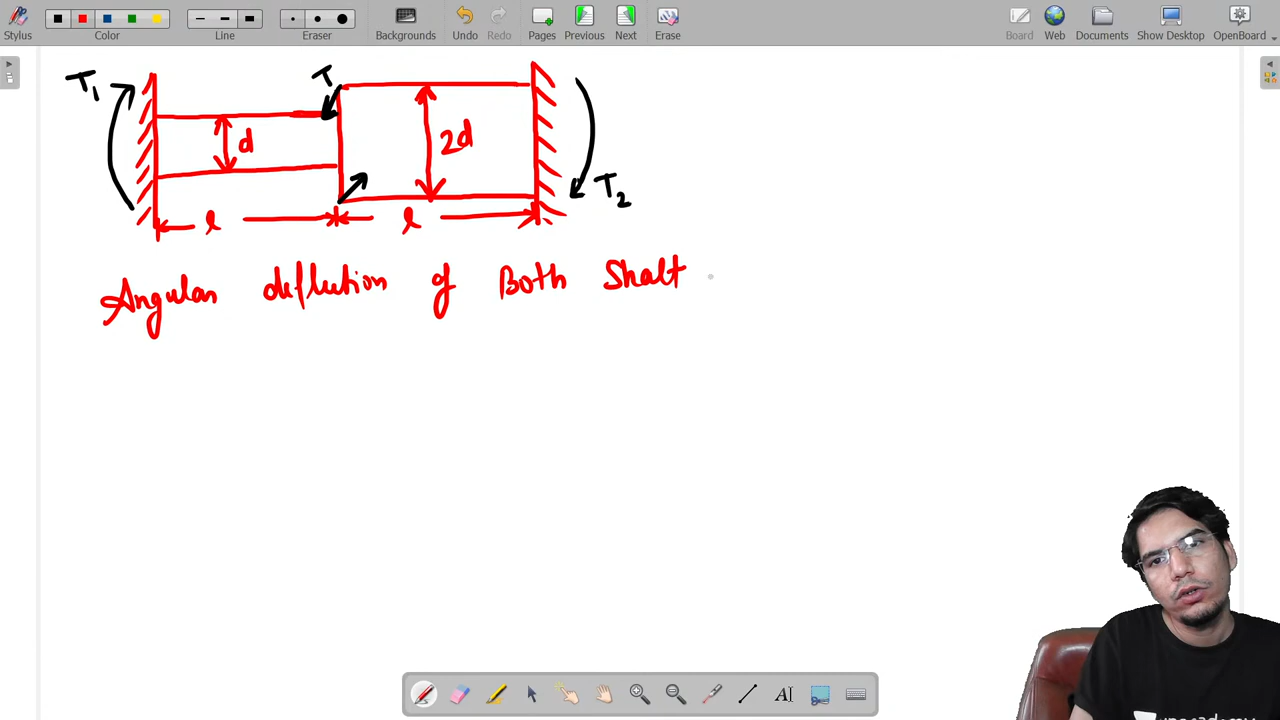 Stylus Color Line Eraser Backgrounds Undo Redo Pages Previous Next Erase Board Web Documents Show Desktop OpenBoard
T1 T
d 2d
T2
l l
Angular deflection of Both Shaft
AI